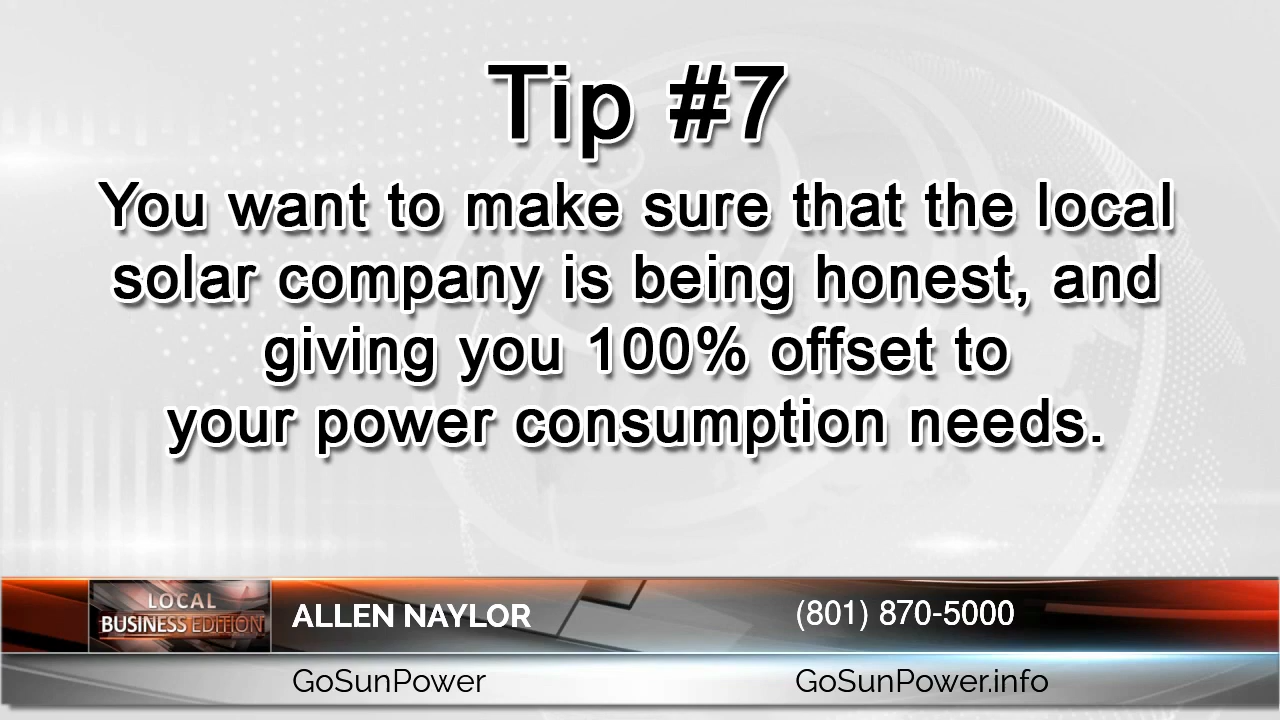 Tip #7
You want to make sure that the local
solar company is being honest, and
giving you 100% offset to
your power consumption needs.
LOCAL
BUSINESS EDITION
ALLEN NAYLOR
(801) 870-5000
GoSunPower
GoSunPower.info